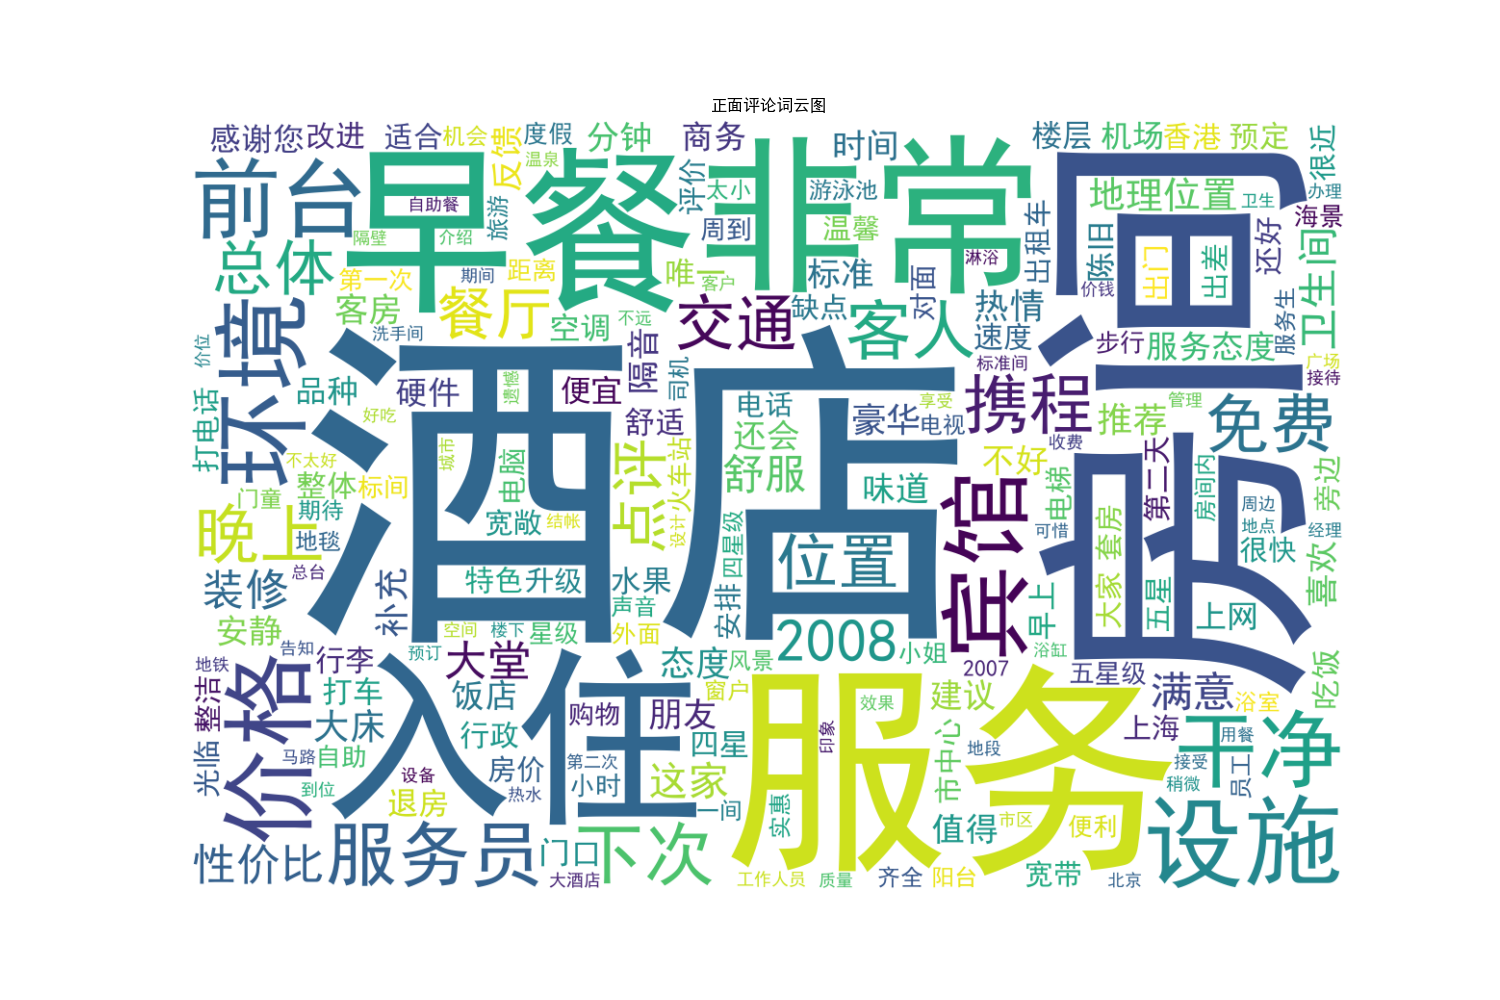 正面评论词云图
感谢您
改进
适合
机会
反馈
度假
分钟
商务
时间
楼层
机场
香港
预定
很近
前台
早餐
非常
房间
温泉
评价
太小
游泳池
地理位置
卫生
办理
自助餐
旅游
周到
温馨
出租车
陈旧
出门
出差
还好
海景
卫生间
总体
隔壁
介绍
第一次
期间
距离
唯一
客户
标准
对面
淋浴
热情
价钱
服务生
环境
客房
餐厅
空调
不远
交通
缺点
客人
速度
步行
服务态度
价位
洗手间
隔音
司机
标准间
广场
接待
品种
硬件
遗憾
便宜
携程
管理
打电话
好吃
舒适
电话
豪华
电视
享受
收费
推荐
免费
酒店
不太好
城市
电脑
点评
火车站
还会
舒服
味道
不好
宾馆
电梯
第二天
房间内
旁边
门童
整体
标间
期待
晚上
地毯
宽敞
结帐
设计
四星级
位置
可惜
大家
套房
周边
地点
经理
很快
喜欢
总台
装修
补充
特色
升级
水果
声音
安排
早上
五星
上网
安静
空间
楼下
星级
外面
2008
小姐
浴缸
告知
地铁
行李
预订
大堂
态度
风景
2007
五星级
满意
浴室
吃饭
整洁
价格
打车
入住
饭店
购物
朋友
窗户
服务
效果
建议
上海
干净
大床
行政
四星
印象
市中心
地段
用餐
光临
马路
自助
设备
房价
第二次
小时
这家
接受
稍微
员工
到位
退房
热水
一间
实惠
值得
市区
便利
设施
性价比
服务员
门口
下次
大酒店
工作人员
质量
齐全
阳台
宽带
北京